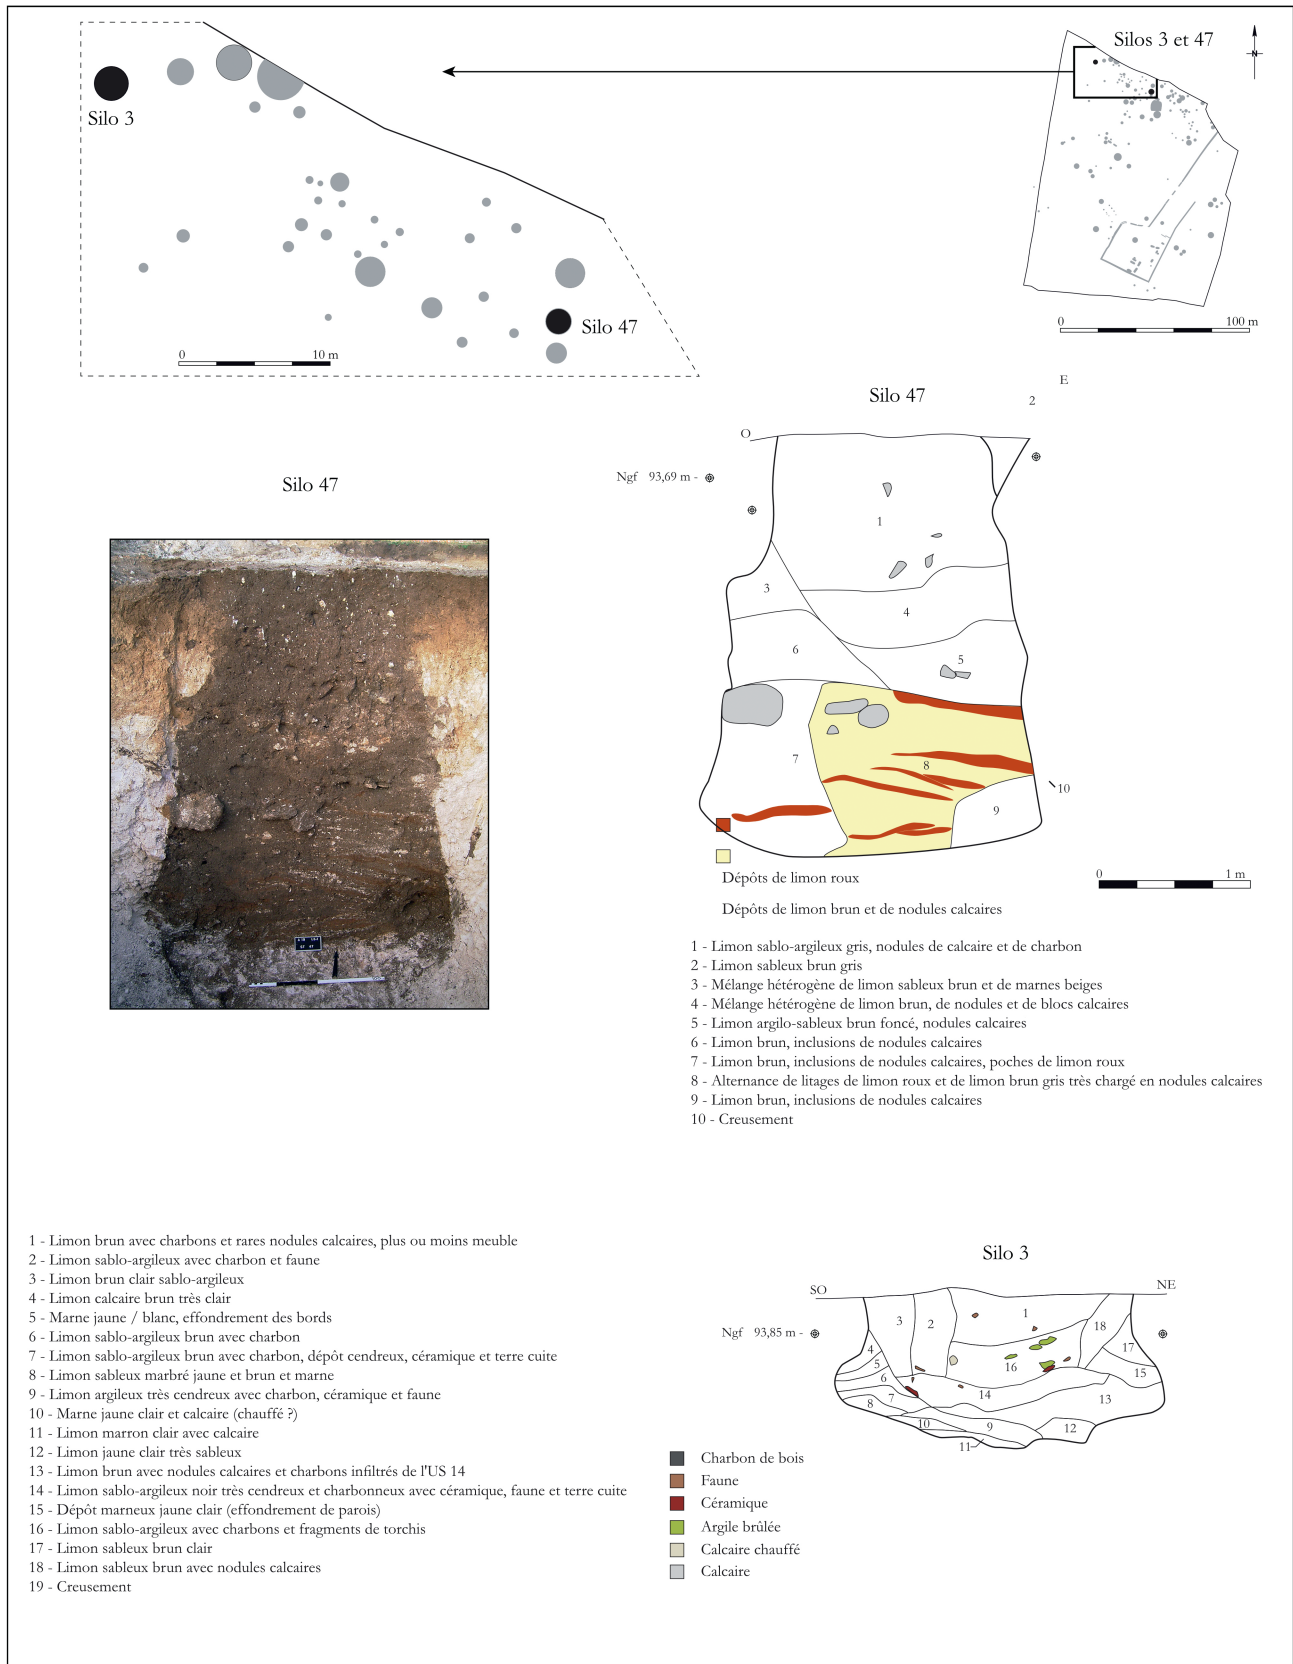 Silos 3 et 47
N
Silo 3
Silo 47
0 10 m
0 100 m
Silo 47
E
2
O
Ngf 93,69 m -
1
3
4
6
5
7
8
9
10
Silo 47
0 1 m
Dépôts de limon roux
Dépôts de limon brun et de nodules calcaires
1 - Limon sablo-argileux gris, nodules de calcaire et de charbon
2 - Limon sableux brun gris
3 - Mélange hétérogène de limon sableux brun et de marnes beiges
4 - Mélange hétérogène de limon brun, de nodules et de blocs calcaires
5 - Limon argilo-sableux brun foncé, nodules calcaires
6 - Limon brun, inclusions de nodules calcaires
7 - Limon brun, inclusions de nodules calcaires, poches de limon roux
8 - Alternance de litages de limon roux et de limon brun gris très chargé en nodules calcaires
9 - Limon brun, inclusions de nodules calcaires
10 - Creusement
1 - Limon brun avec charbons et rares nodules calcaires, plus ou moins meuble
2 - Limon sablo-argileux avec charbon et faune
3 - Limon brun clair sablo-argileux
4 - Limon calcaire brun très clair
5 - Marne jaune / blanc, effondrement des bords
6 - Limon sablo-argileux brun avec charbon
7 - Limon sablo-argileux brun avec charbon, dépôt cendreux, céramique et terre cuite
8 - Limon sableux marbré jaune et brun et marne
9 - Limon argileux très cendreux avec charbon, céramique et faune
10 - Marne jaune clair et calcaire (chauffé ?)
11 - Limon marron clair avec calcaire
12 - Limon jaune clair très sableux
13 - Limon brun avec nodules calcaires et charbons infiltrés de l'US 14
14 - Limon sablo-argileux noir très cendreux et charbonneux avec céramique, faune et terre cuite
15 - Dépôt marneux jaune clair (effondrement de parois)
16 - Limon sablo-argileux avec charbons et fragments de torchis
17 - Limon sableux brun clair
18 - Limon sableux brun avec nodules calcaires
19 - Creusement
Silo 3
SO
NE
Ngf 93,85 m -
1
2
3
18
17
4
5
16
15
6
7
14
13
8
10
9
12
11
Charbon de bois
Faune
Céramique
Argile brûlée
Calcaire chauffé
Calcaire